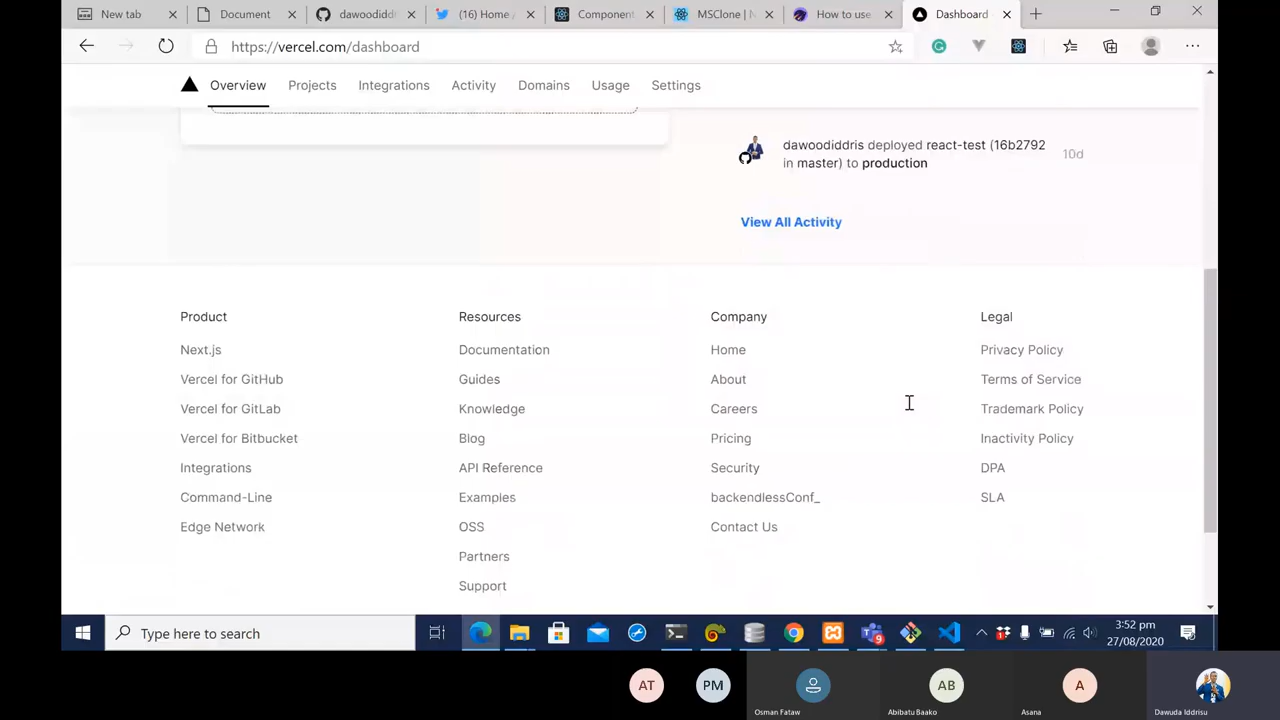 New tab
Document
dawoodiddr
(16) Home /
Component
MSClone | N
How to use
Dashboard
https://vercel.com/dashboard
Overview
Projects
Integrations
Activity
Domains
Usage
Settings
dawoodiddris deployed react-test (16b2792
in master) to production
10d
View All Activity
Product
Next.js
Vercel for GitHub
Vercel for GitLab
Vercel for Bitbucket
Integrations
Command-Line
Edge Network
Resources
Documentation
Guides
Knowledge
Blog
API Reference
Examples
OSS
Partners
Support
Company
Home
About
Careers
Pricing
Security
backendlessConf_
Contact Us
Legal
Privacy Policy
Terms of Service
Trademark Policy
Inactivity Policy
DPA
SLA
Type here to search
9
3:52 pm
27/08/2020
AT
PM
Osman Fataw
AB
Abibatu Baako
A
Asana
Dawuda Iddrisu